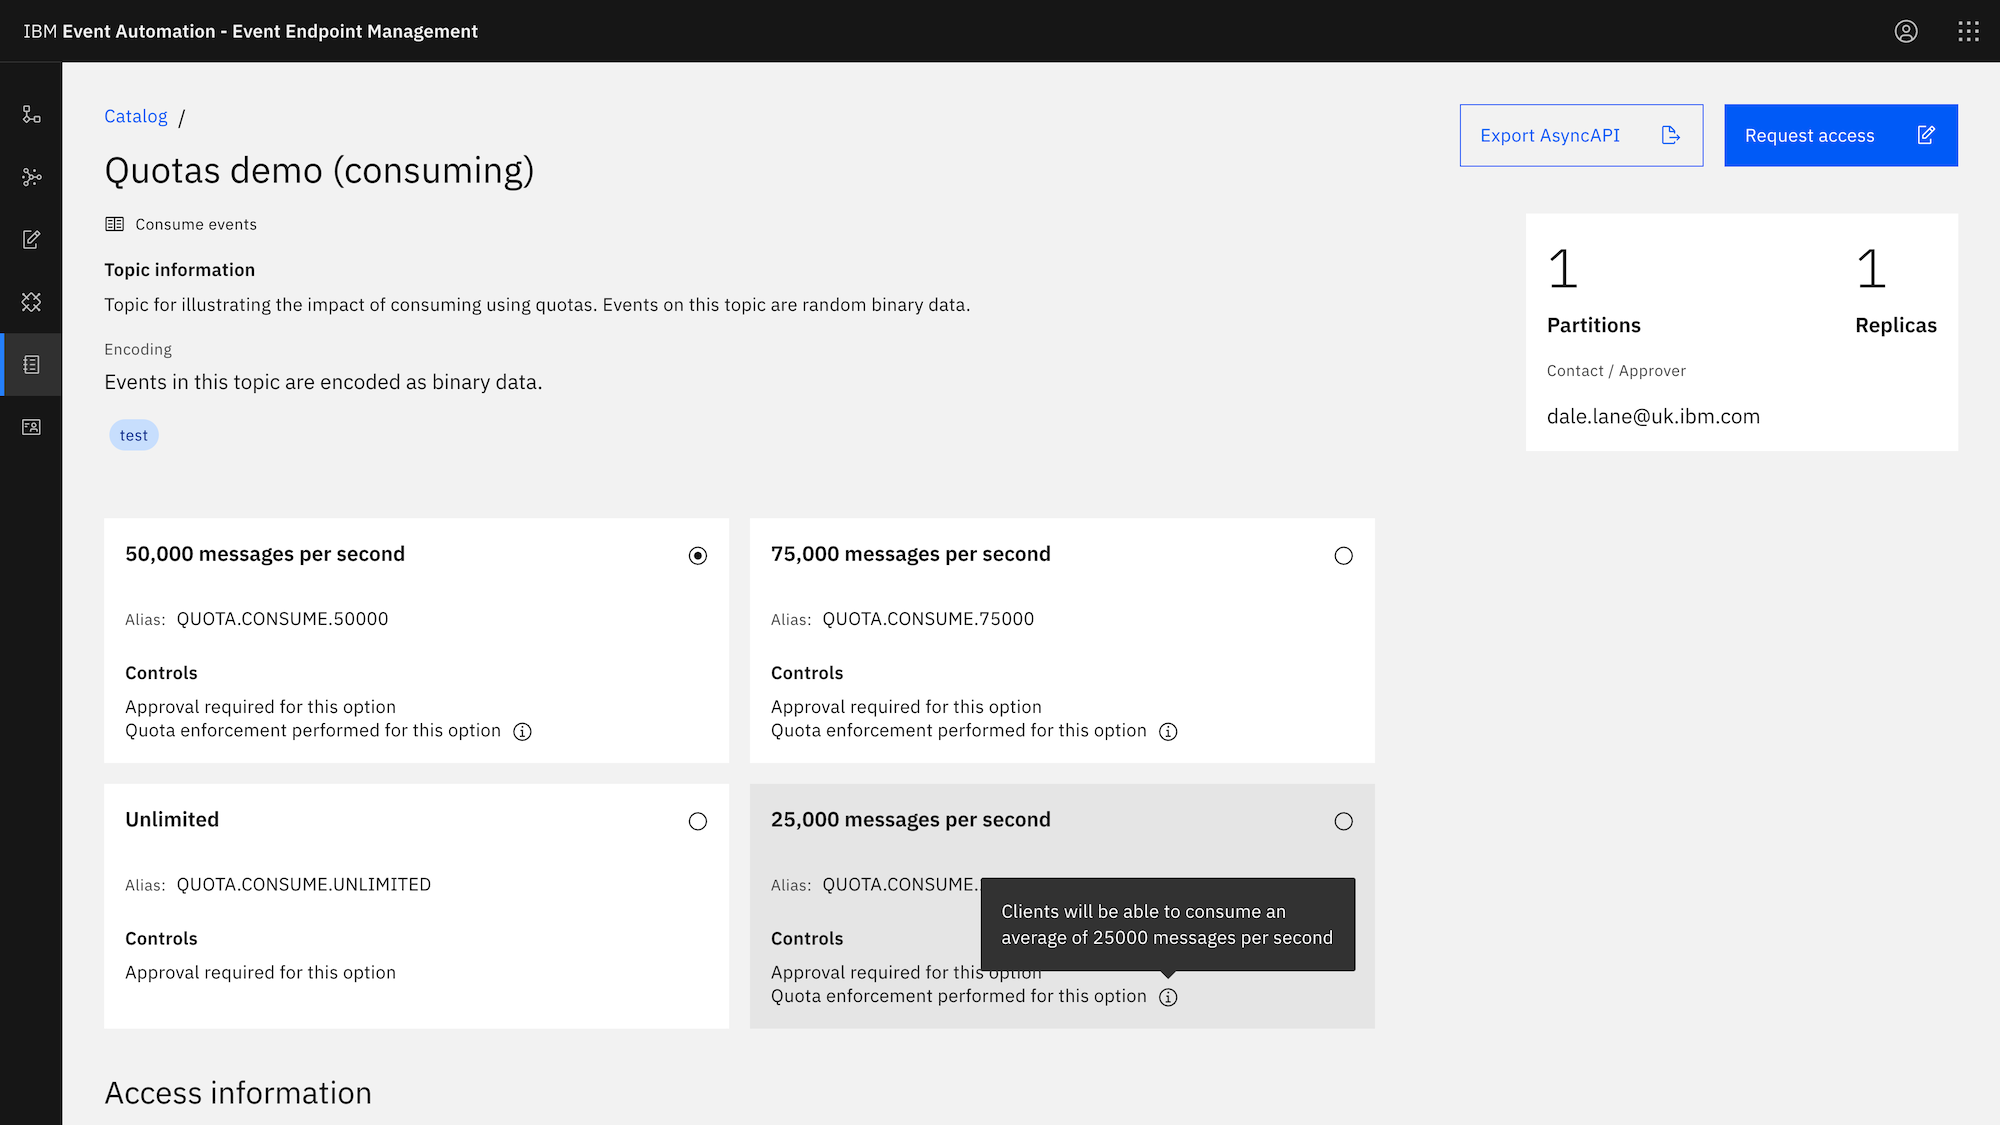 IBM Event Automation - Event Endpoint Management
Catalog /
Export AsyncAPI
Request access
Quotas demo (consuming)
Consume events
Topic information
Topic for illustrating the impact of consuming using quotas. Events on this topic are random binary data.
Encoding
Events in this topic are encoded as binary data.
test
1
1
Partitions
Replicas
Contact / Approver
dale.lane@uk.ibm.com
50,000 messages per second
Alias: QUOTA.CONSUME.50000
Controls
Approval required for this option
Quota enforcement performed for this option
75,000 messages per second
Alias: QUOTA.CONSUME.75000
Controls
Approval required for this option
Quota enforcement performed for this option
Unlimited
Alias: QUOTA.CONSUME.UNLIMITED
Controls
Approval required for this option
25,000 messages per second
Alias: QUOTA.CONSUME.
Clients will be able to consume an
average of 25000 messages per second
Controls
Approval required for this option
Quota enforcement performed for this option
Access information